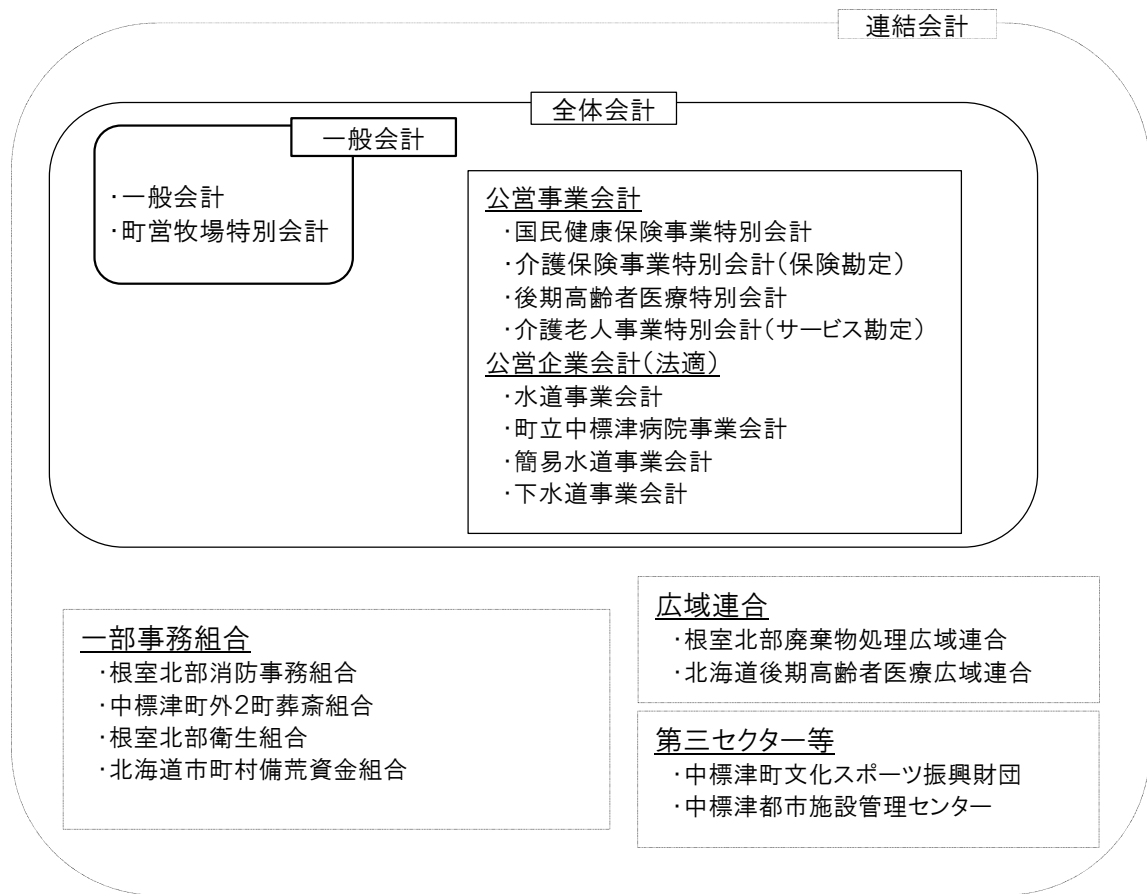 連結会計
全体会計
一般会計
・一般会計
・町営牧場特別会計
公営事業会計
・国民健康保険事業特別会計
・介護保険事業特別会計(保険勘定)
・後期高齢者医療特別会計
・介護老人事業特別会計(サービス勘定)
公営企業会計(法適)
・水道事業会計
・町立中標津病院事業会計
・簡易水道事業会計
・下水道事業会計
一部事務組合
・根室北部消防事務組合
・中標津町外2町葬斎組合
・根室北部衛生組合
・北海道市町村備荒資金組合
広域連合
・根室北部廃棄物処理広域連合
・北海道後期高齢者医療広域連合
第三セクター等
・中標津町文化スポーツ振興財団
・中標津都市施設管理センター